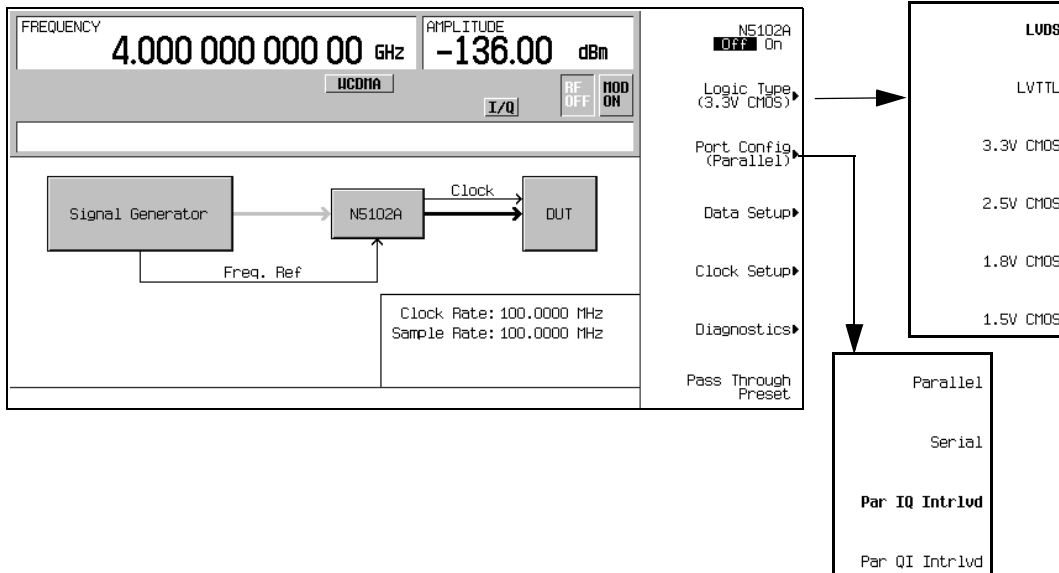 FREQUENCY
4.000 000 000 00 GHz
AMPLITUDE
-136.00 dBm
WCDMA
I/Q
RF OFF
MOD ON
Signal Generator
N5102A
Clock
DUT
Freq. Ref
Clock Rate: 100.0000 MHz
Sample Rate: 100.0000 MHz
N5102A
Off On
Logic Type
(3.3V CMOS)
Port Config
(Parallel)
Data Setup
Clock Setup
Diagnostics
Pass Through
Preset
LVDS
LVTTL
3.3V CMOS
2.5V CMOS
1.8V CMOS
1.5V CMOS
Parallel
Serial
Par IQ Intrlvd
Par QI Intrlvd